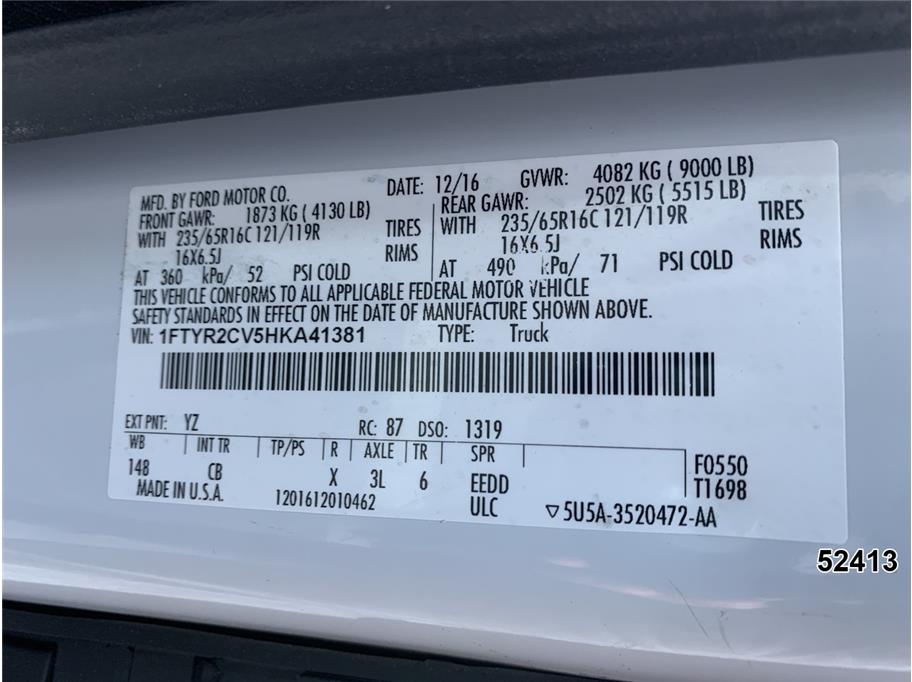 MFD. BY FORD MOTOR CO. DATE: 12/16 GVWR: 4082 KG ( 9000 LB)
FRONT GAWR: 1873 KG ( 4130 LB) REAR GAWR: 2502 KG ( 5515 LB)
WITH 235/65R16C 121/119R TIRES WITH 235/65R16C 121/119R TIRES
16X6.5J RIMS 16X6.5J RIMS
AT 360 kPa/ 52 PSI COLD AT 490 kPa/ 71 PSI COLD
THIS VEHICLE CONFORMS TO ALL APPLICABLE FEDERAL MOTOR VEHICLE
SAFETY STANDARDS IN EFFECT ON THE DATE OF MANUFACTURE SHOWN ABOVE.
VIN: 1FTYR2CV5HKA41381 TYPE: Truck
EXT PNT: YZ RC: 87 DSO: 1319
WB INT TR TP/PS R AXLE TR SPR
148 CB X 3L 6 EEDD F0550
MADE IN U.S.A. 1201612010462 ULC T1698
▽5U5A-3520472-AA
52413